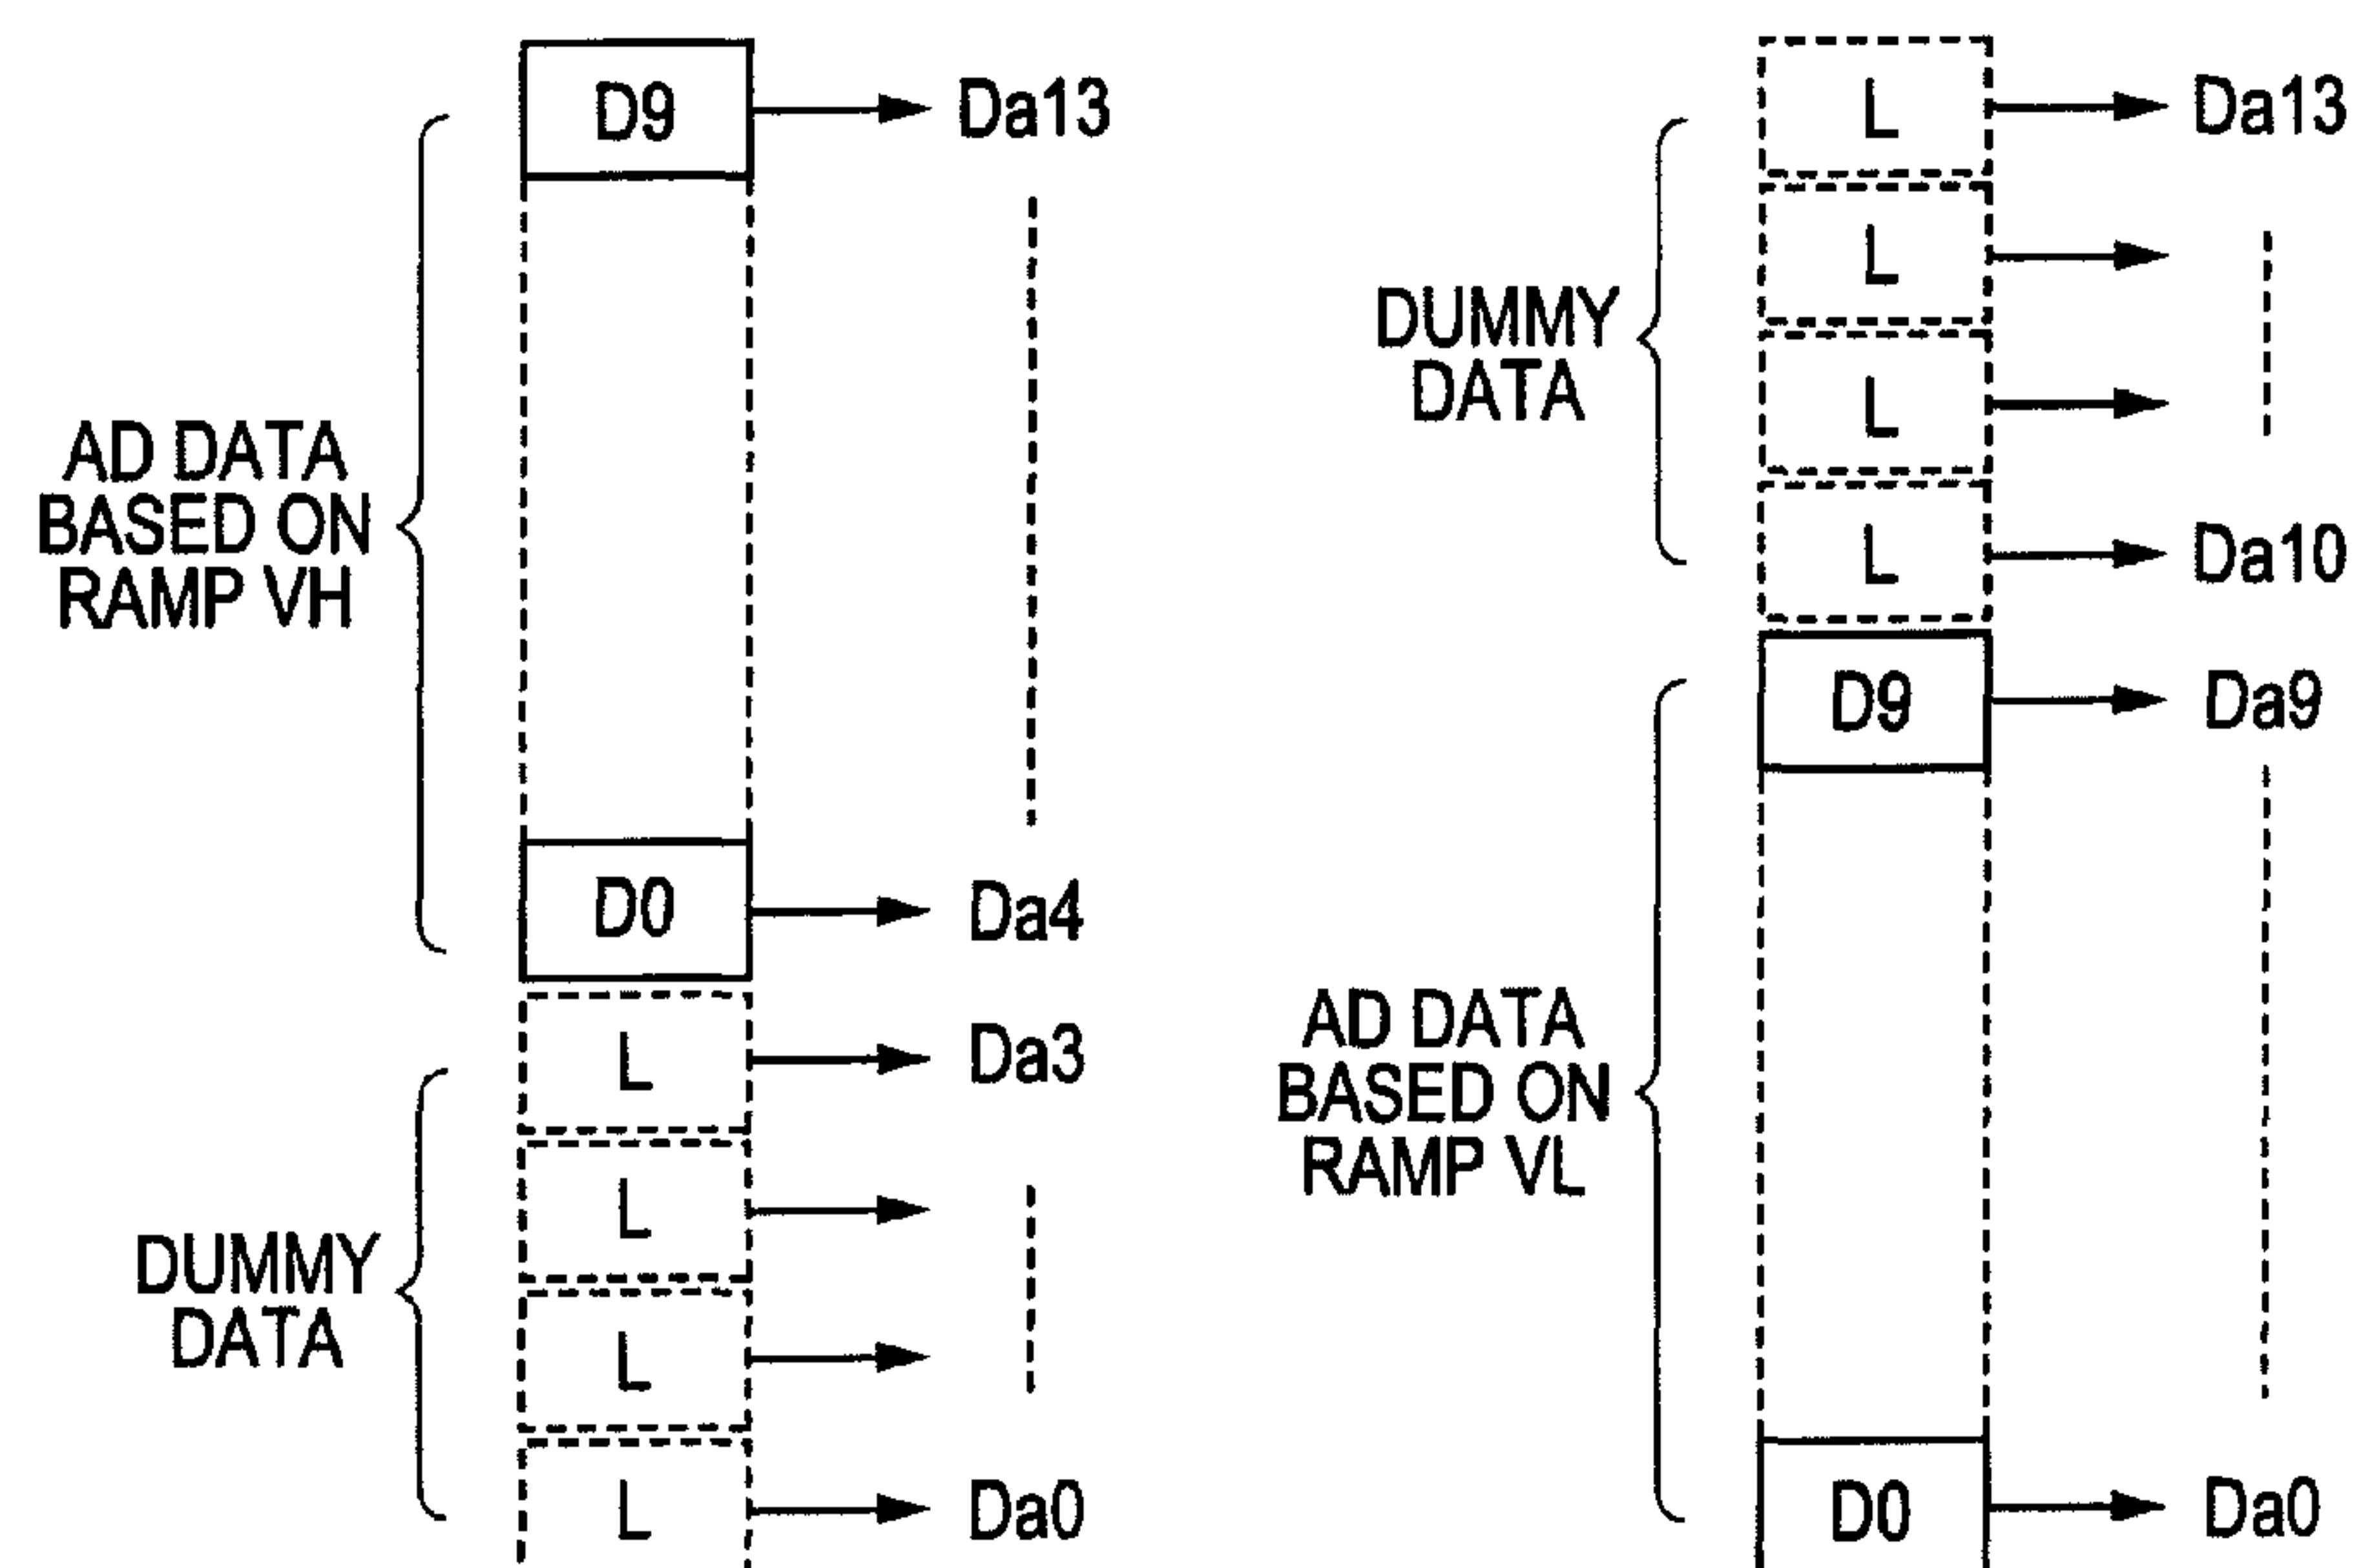 D9
Da13
AD DATA
BASED ON
RAMP VH
D0
Da4
L
Da3
L
DUMMY
DATA
L
L
Da0
L
Da13
L
DUMMY
DATA
L
L
Da10
D9
Da9
AD DATA
BASED ON
RAMP VL
D0
Da0